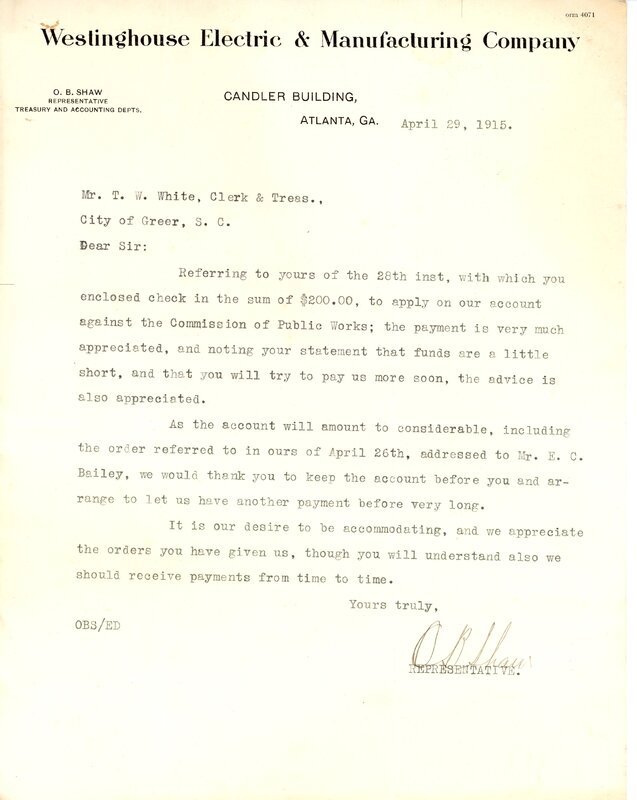 orm 4071
Westinghouse Electric & Manufacturing Company
O. B. SHAW
REPRESENTATIVE
TREASURY AND ACCOUNTING DEPTS.
CANDLER BUILDING,
ATLANTA, GA. April 29, 1915.
Mr. T. W. White, Clerk & Treas.,
City of Greer, S. C.
Dear Sir:
Referring to yours of the 28th inst, with which you
enclosed check in the sum of $200.00, to apply on our account
against the Commission of Public Works; the payment is very much
appreciated, and noting your statement that funds are a little
short, and that you will try to pay us more soon, the advice is
also appreciated.
As the account will amount to considerable, including
the order referred to in ours of April 26th, addressed to Mr. E. C.
Bailey, we would thank you to keep the account before you and ar-
range to let us have another payment before very long.
It is our desire to be accommodating, and we appreciate
the orders you have given us, though you will understand also we
should receive payments from time to time.
Yours truly,
OBS/ED
O B Shaw
REPRESENTATIVE.